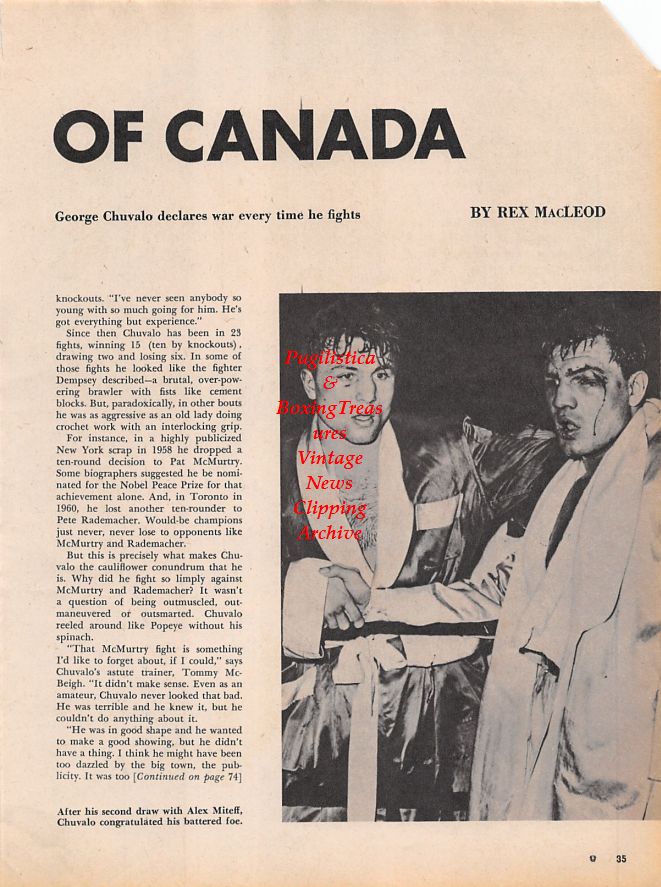 OF CANADA
George Chuvalo declares war every time he fights
BY REX MACLEOD
knockouts. “I've never seen anybody so
young with so much going for him. He's
got everything but experience.”
Since then Chuvalo has been in 23
fights, winning 15 (ten by knockouts),
drawing two and losing six. In some of
those fights he looked like the fighter
Dempsey described—a brutal, over-pow-
ering brawler with fists like cement
blocks. But, paradoxically, in other bouts
he was as aggressive as an old lady doing
crochet work with an interlocking grip.
For instance, in a highly publicized
New York scrap in 1958 he dropped a
ten-round decision to Pat McMurtry.
Some biographers suggested he be nomi-
nated for the Nobel Peace Prize for that
achievement alone. And, in Toronto in
1960, he lost another ten-rounder to
Pete Rademacher. Would-be champions
just never, never lose to opponents like
McMurtry and Rademacher.
But this is precisely what makes Chu-
valo the cauliflower conundrum that he
is. Why did he fight so limply against
McMurtry and Rademacher? It wasn't
a question of being outmuscled, out-
maneuvered or outsmarted. Chuvalo
reeled around like Popeye without his
spinach.
“That McMurtry fight is something
I'd like to forget about, if I could,” says
Chuvalo's astute trainer, Tommy Mc-
Beigh. “It didn't make sense. Even as an
amateur, Chuvalo never looked that bad.
He was terrible and he knew it, but he
couldn't do anything about it.
“He was in good shape and he wanted
to make a good showing, but he didn't
have a thing. I think he might have been
too dazzled by the big town, the pub-
licity. It was too [Continued on page 74]
After his second draw with Alex Miteff,
Chuvalo congratulated his battered foe.
Pugilistica
&
BoxingTreas
ures
Vintage
News
Clipping
Archive
35